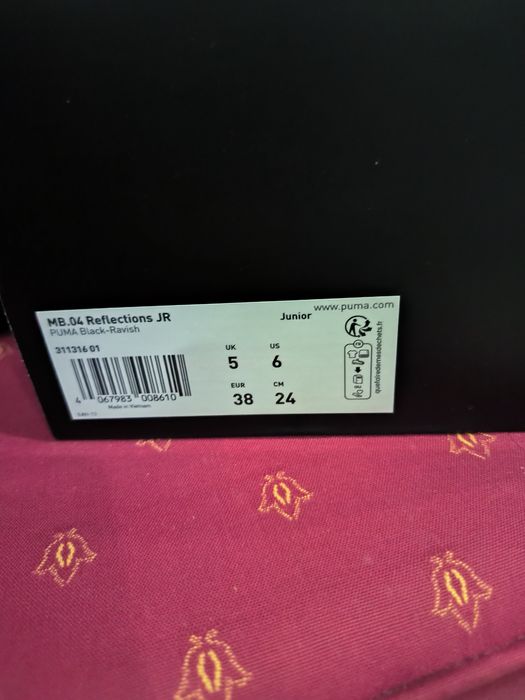 www.puma.com
MB.04 Reflections JR Junior
PUMA Black-Ravish
311316 01
UK US
5 6
EUR CM
38 24
4 067983 008610
Made in Vietnam
FR
quefairedemesdechets.fr